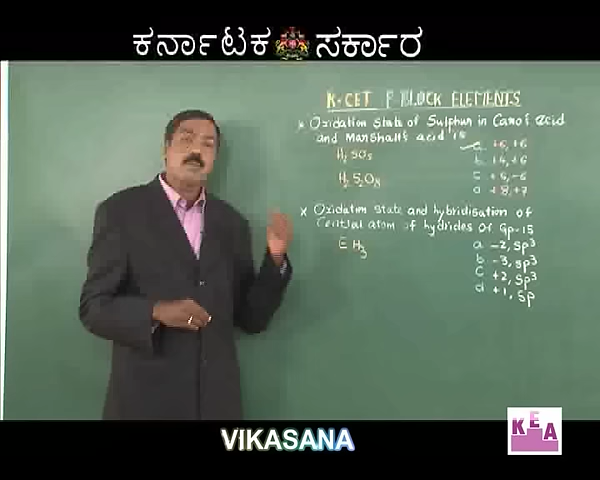 ಕರ್ನಾಟಕ ಸರ್ಕಾರ
K-CET P-BLOCK ELEMENTS
× Oxidation state of Sulphur in Caro's acid
and Marshall's acid is
H2SO5
a +6, +6
b +4, +6
H2S2O8
c +6, -6
d +8, +7
× Oxidation state and hybridisation of
Central atom of hydrides of Gp-15
EH3
a -2, sp3
b -3, sp3
c +2, sp3
d +1, sp
KEA
VIKASANA